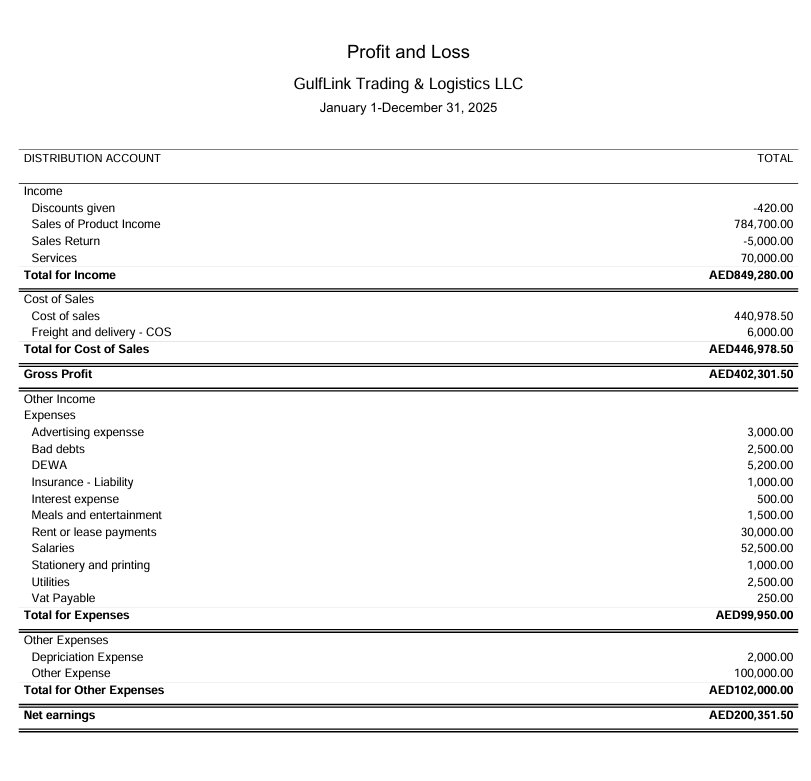 Profit and Loss
GulfLink Trading & Logistics LLC
January 1-December 31, 2025
DISTRIBUTION ACCOUNT TOTAL
Income
Discounts given -420.00
Sales of Product Income 784,700.00
Sales Return -5,000.00
Services 70,000.00
Total for Income AED849,280.00
Cost of Sales
Cost of sales 440,978.50
Freight and delivery - COS 6,000.00
Total for Cost of Sales AED446,978.50
Gross Profit AED402,301.50
Other Income
Expenses
Advertising expensse 3,000.00
Bad debts 2,500.00
DEWA 5,200.00
Insurance - Liability 1,000.00
Interest expense 500.00
Meals and entertainment 1,500.00
Rent or lease payments 30,000.00
Salaries 52,500.00
Stationery and printing 1,000.00
Utilities 2,500.00
Vat Payable 250.00
Total for Expenses AED99,950.00
Other Expenses
Depriciation Expense 2,000.00
Other Expense 100,000.00
Total for Other Expenses AED102,000.00
Net earnings AED200,351.50